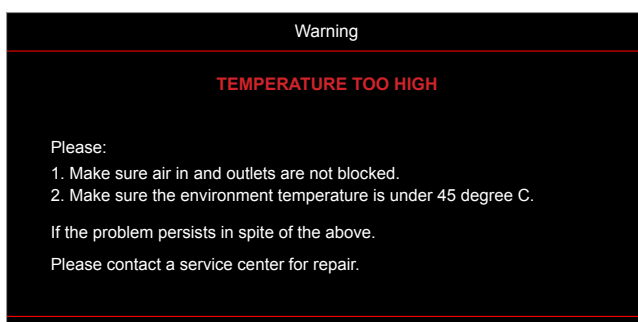 Warning
TEMPERATURE TOO HIGH
Please:
1. Make sure air in and outlets are not blocked.
2. Make sure the environment temperature is under 45 degree C.
If the problem persists in spite of the above.
Please contact a service center for repair.